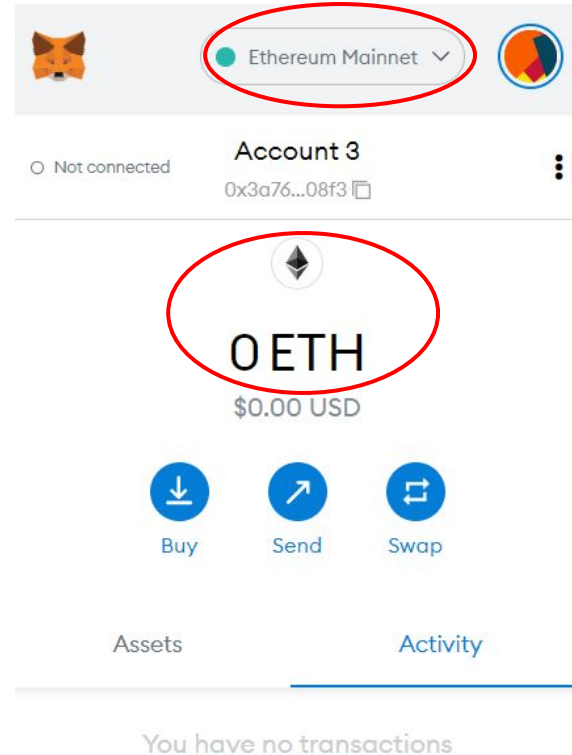 Ethereum Mainnet
Not connected
Account 3
0x3a76...08f3
0 ETH
$0.00 USD
Buy
Send
Swap
Assets
Activity
You have no transactions